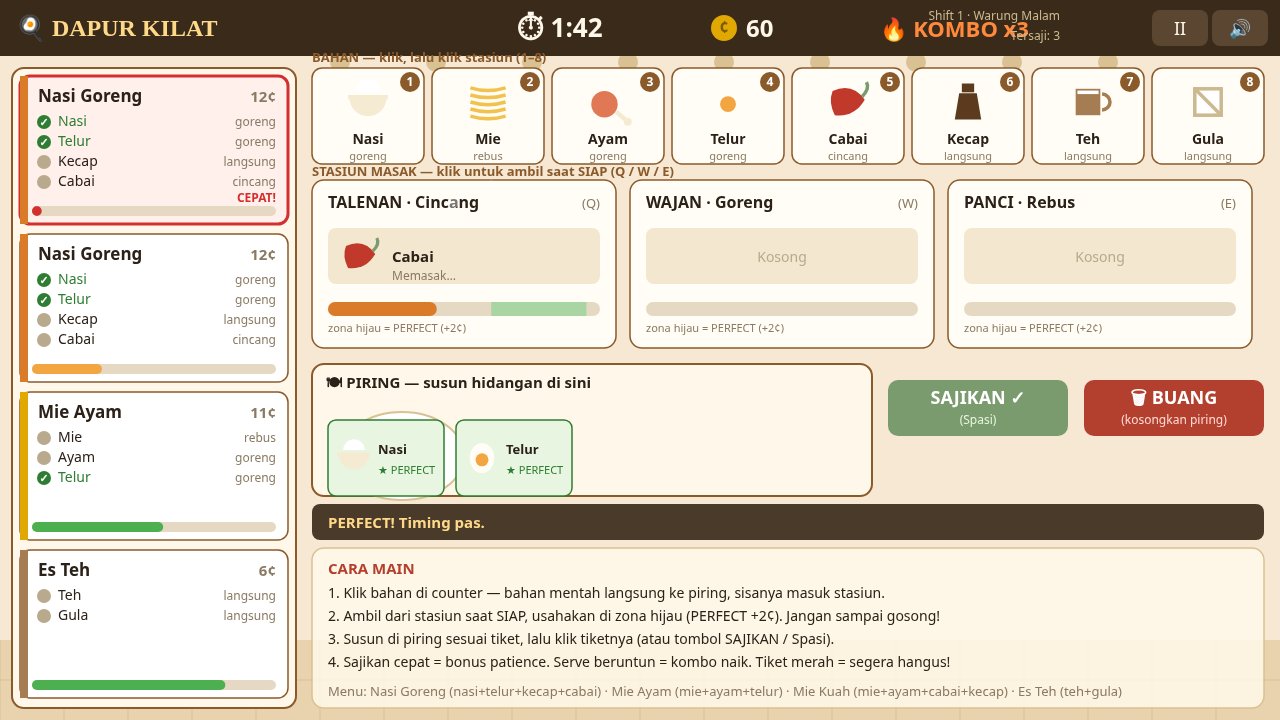 DAPUR KILAT
1:42
¢ 60
KOMBO x3
Shift 1 · Warung Malam
Tersaji: 3
II
Nasi Goreng 12¢
Nasi goreng
Telur goreng
Kecap langsung
Cabai cincang
CEPAT!
Nasi Goreng 12¢
Nasi goreng
Telur goreng
Kecap langsung
Cabai cincang
Mie Ayam 11¢
Mie rebus
Ayam goreng
Telur goreng
Es Teh 6¢
Teh langsung
Gula langsung
BAHAN — klik, lalu klik stasiun (1–8)
1
Nasi
goreng
2
Mie
rebus
3
Ayam
goreng
4
Telur
goreng
5
Cabai
cincang
6
Kecap
langsung
7
Teh
langsung
8
Gula
langsung
STASIUN MASAK — klik untuk ambil saat SIAP (Q / W / E)
TALENAN · Cincang (Q)
Cabai
Memasak...
zona hijau = PERFECT (+2¢)
WAJAN · Goreng (W)
Kosong
zona hijau = PERFECT (+2¢)
PANCI · Rebus (E)
Kosong
zona hijau = PERFECT (+2¢)
PIRING — susun hidangan di sini
Nasi
★ PERFECT
Telur
★ PERFECT
SAJIKAN ✓
(Spasi)
BUANG
(kosongkan piring)
PERFECT! Timing pas.
CARA MAIN
1. Klik bahan di counter — bahan mentah langsung ke piring, sisanya masuk stasiun.
2. Ambil dari stasiun saat SIAP, usahakan di zona hijau (PERFECT +2¢). Jangan sampai gosong!
3. Susun di piring sesuai tiket, lalu klik tiketnya (atau tombol SAJIKAN / Spasi).
4. Sajikan cepat = bonus patience. Serve beruntun = kombo naik. Tiket merah = segera hangus!
Menu: Nasi Goreng (nasi+telur+kecap+cabai) · Mie Ayam (mie+ayam+telur) · Mie Kuah (mie+ayam+cabai+kecap) · Es Teh (teh+gula)